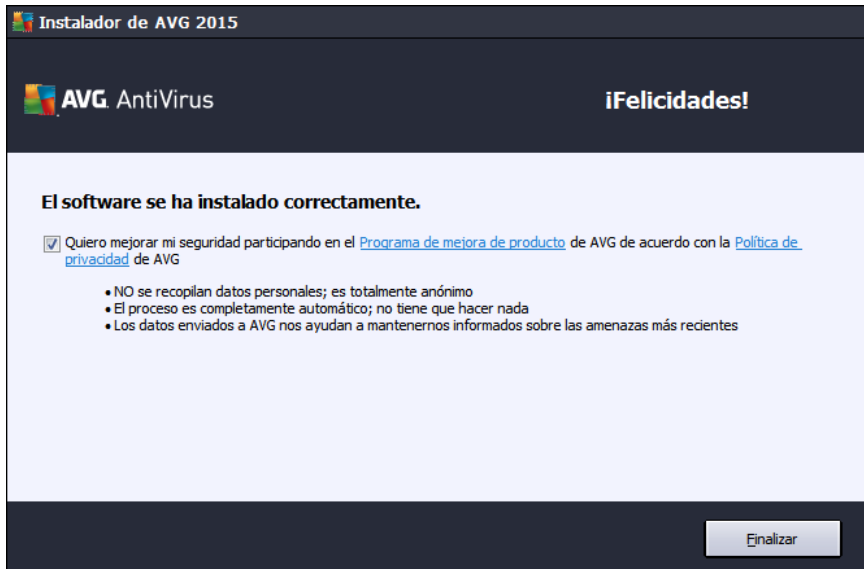 Instalador de AVG 2015
AVG. AntiVirus
¡Felicidades!
El software se ha instalado correctamente.
Quiero mejorar mi seguridad participando en el Programa de mejora de producto de AVG de acuerdo con la Política de
privacidad de AVG
• NO se recopilan datos personales; es totalmente anónimo
• El proceso es completamente automático; no tiene que hacer nada
• Los datos enviados a AVG nos ayudan a mantenernos informados sobre las amenazas más recientes
Finalizar